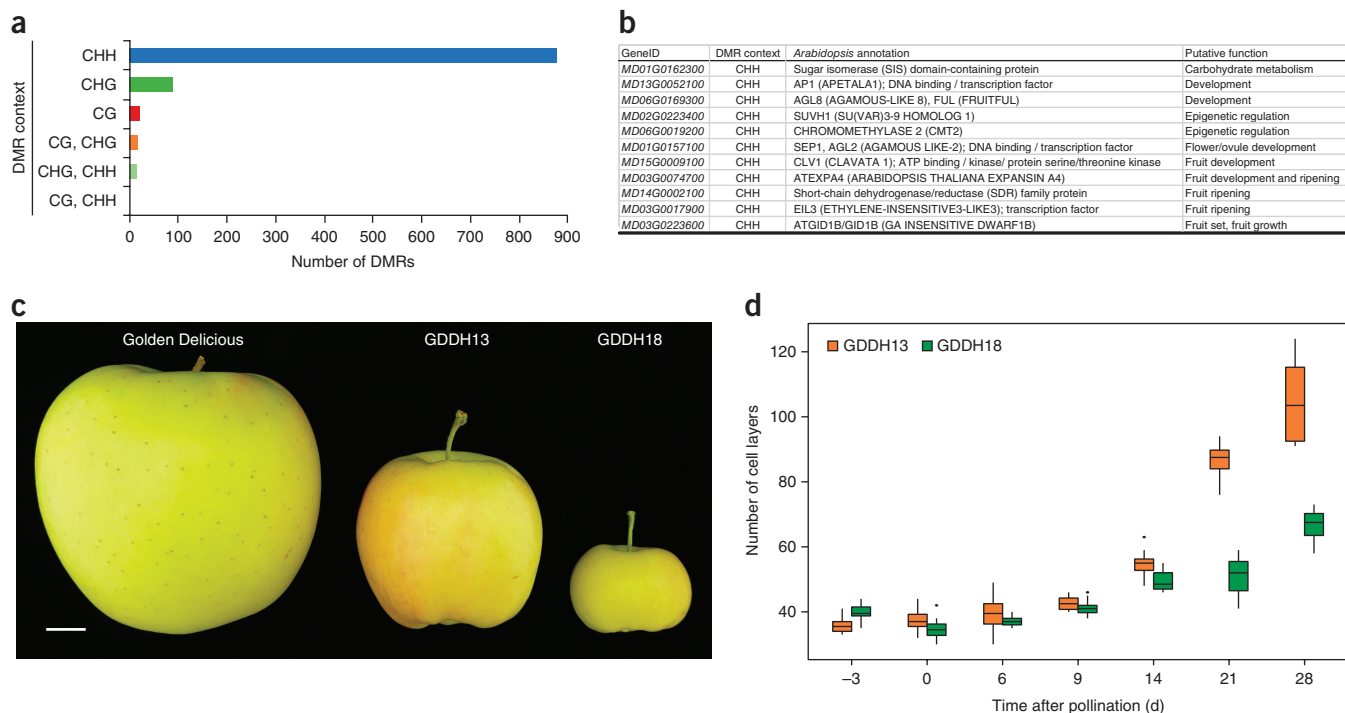 a
DMR context
CHH
CHG
CG
CG, CHG
CHG, CHH
CG, CHH
0 100 200 300 400 500 600 700 800 900
Number of DMRs
b
GeneID DMR context Arabidopsis annotation Putative function
MD01G0162300 CHH Sugar isomerase (SIS) domain-containing protein Carbohydrate metabolism
MD13G0052100 CHH AP1 (APETALA1); DNA binding / transcription factor Development
MD06G0169300 CHH AGL8 (AGAMOUS-LIKE 8), FUL (FRUITFUL) Development
MD02G0223400 CHH SUVH1 (SU(VAR)3-9 HOMOLOG 1) Epigenetic regulation
MD06G0019200 CHH CHROMOMETHYLASE 2 (CMT2) Epigenetic regulation
MD01G0157100 CHH SEP1, AGL2 (AGAMOUS LIKE-2); DNA binding / transcription factor Flower/ovule development
MD15G0009100 CHH CLV1 (CLAVATA 1); ATP binding / kinase/ protein serine/threonine kinase Fruit development
MD03G0074700 CHH ATEXPA4 (ARABIDOPSIS THALIANA EXPANSIN A4) Fruit development and ripening
MD14G0002100 CHH Short-chain dehydrogenase/reductase (SDR) family protein Fruit ripening
MD03G0017900 CHH EIL3 (ETHYLENE-INSENSITIVE3-LIKE3); transcription factor Fruit ripening
MD03G0223600 CHH ATGID1B/GID1B (GA INSENSITIVE DWARF1B) Fruit set, fruit growth
c
Golden Delicious GDDH13 GDDH18
d
GDDH13 GDDH18
Number of cell layers
120
100
80
60
40
–3 0 6 9 14 21 28
Time after pollination (d)